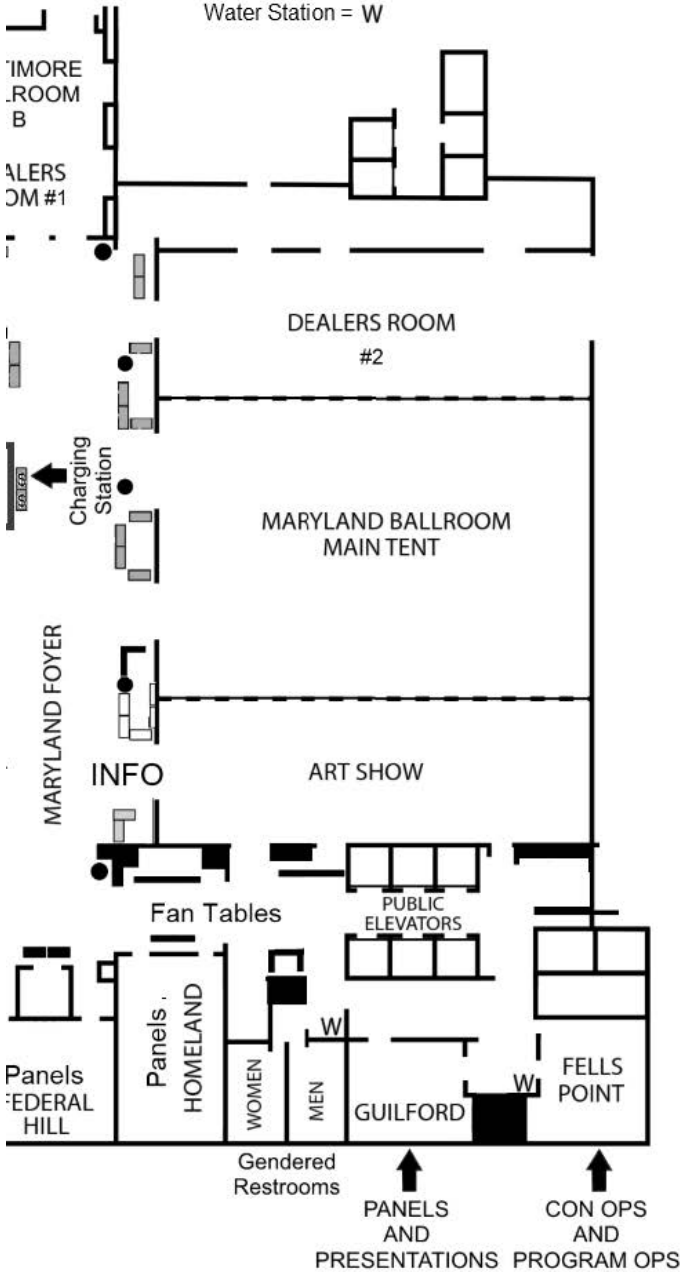 Water Station = W
TIMORE
LROOM
B
ALERS
OM #1
DEALERS ROOM
#2
Charging
Station
MARYLAND BALLROOM
MAIN TENT
MARYLAND FOYER
INFO
ART SHOW
PUBLIC
ELEVATORS
Fan Tables
Panels .
HOMELAND
W
WOMEN
MEN
Panels
FEDERAL
HILL
GUILFORD
W
FELLS
POINT
Gendered
Restrooms
PANELS
AND
PRESENTATIONS
CON OPS
AND
PROGRAM OPS